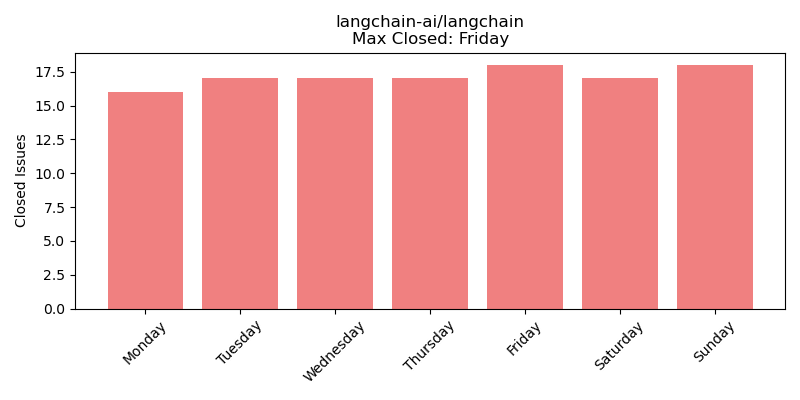 langchain-ai/langchain
Max Closed: Friday
Closed Issues
17.5
15.0
12.5
10.0
7.5
5.0
2.5
0.0
Monday
Tuesday
Wednesday
Thursday
Friday
Saturday
Sunday